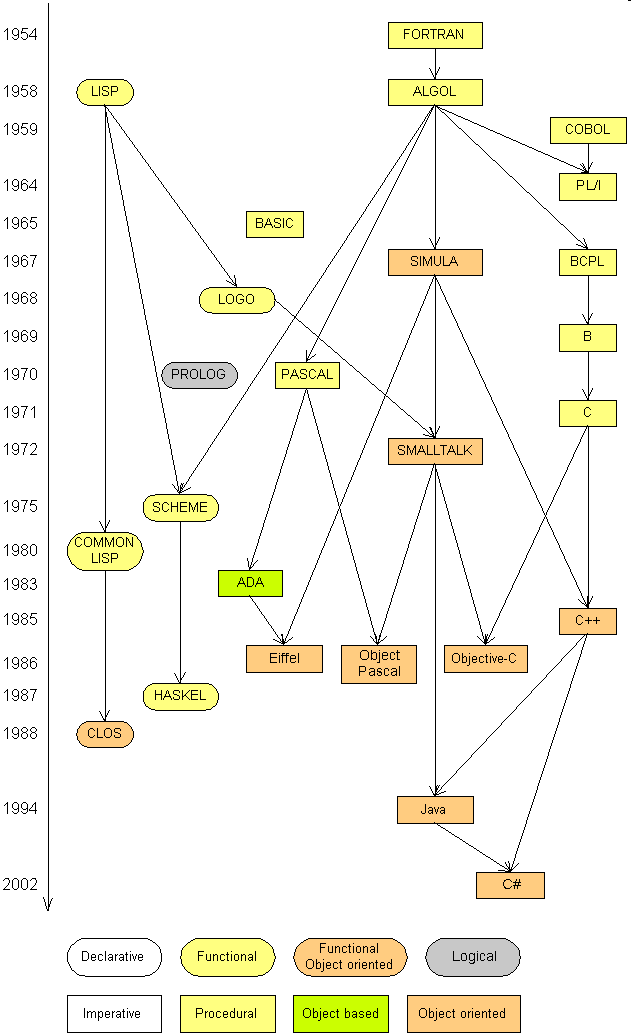 1954
FORTRAN
1958
LISP
ALGOL
1959
COBOL
1964
PL/I
1965
BASIC
1967
SIMULA
BCPL
1968
LOGO
1969
B
1970
PROLOG
PASCAL
1971
C
1972
SMALLTALK
1975
SCHEME
1980
COMMON
LISP
1983
ADA
1985
C++
1986
Eiffel
Object
Pascal
Objective-C
1987
HASKEL
1988
CLOS
1994
Java
2002
C#
Declarative
Functional
Functional
Object oriented
Logical
Imperative
Procedural
Object based
Object oriented